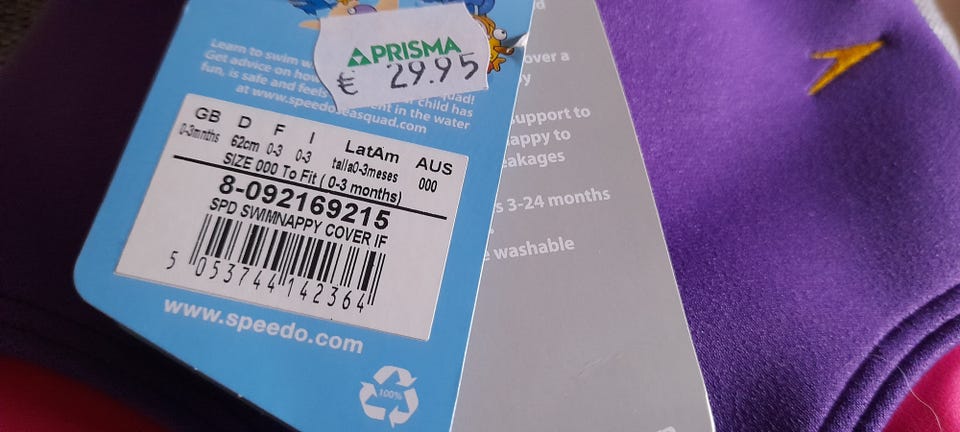 PRISMA
€ 29.95
Learn to swim w
Get advice on how
fun, is safe and feels
child has
ent in the water
at www.speedoseasquad.com
GB D F I LatAm AUS
0-3mnths 62cm 0-3 0-3 talla0-3meses 000
SIZE 000 To Fit ( 0-3 months)
8-092169215
SPD SWIMNAPPY COVER IF
5 053744 142364
www.speedo.com
100%
over a
upport to
appy to
eakages
s 3-24 months
washable